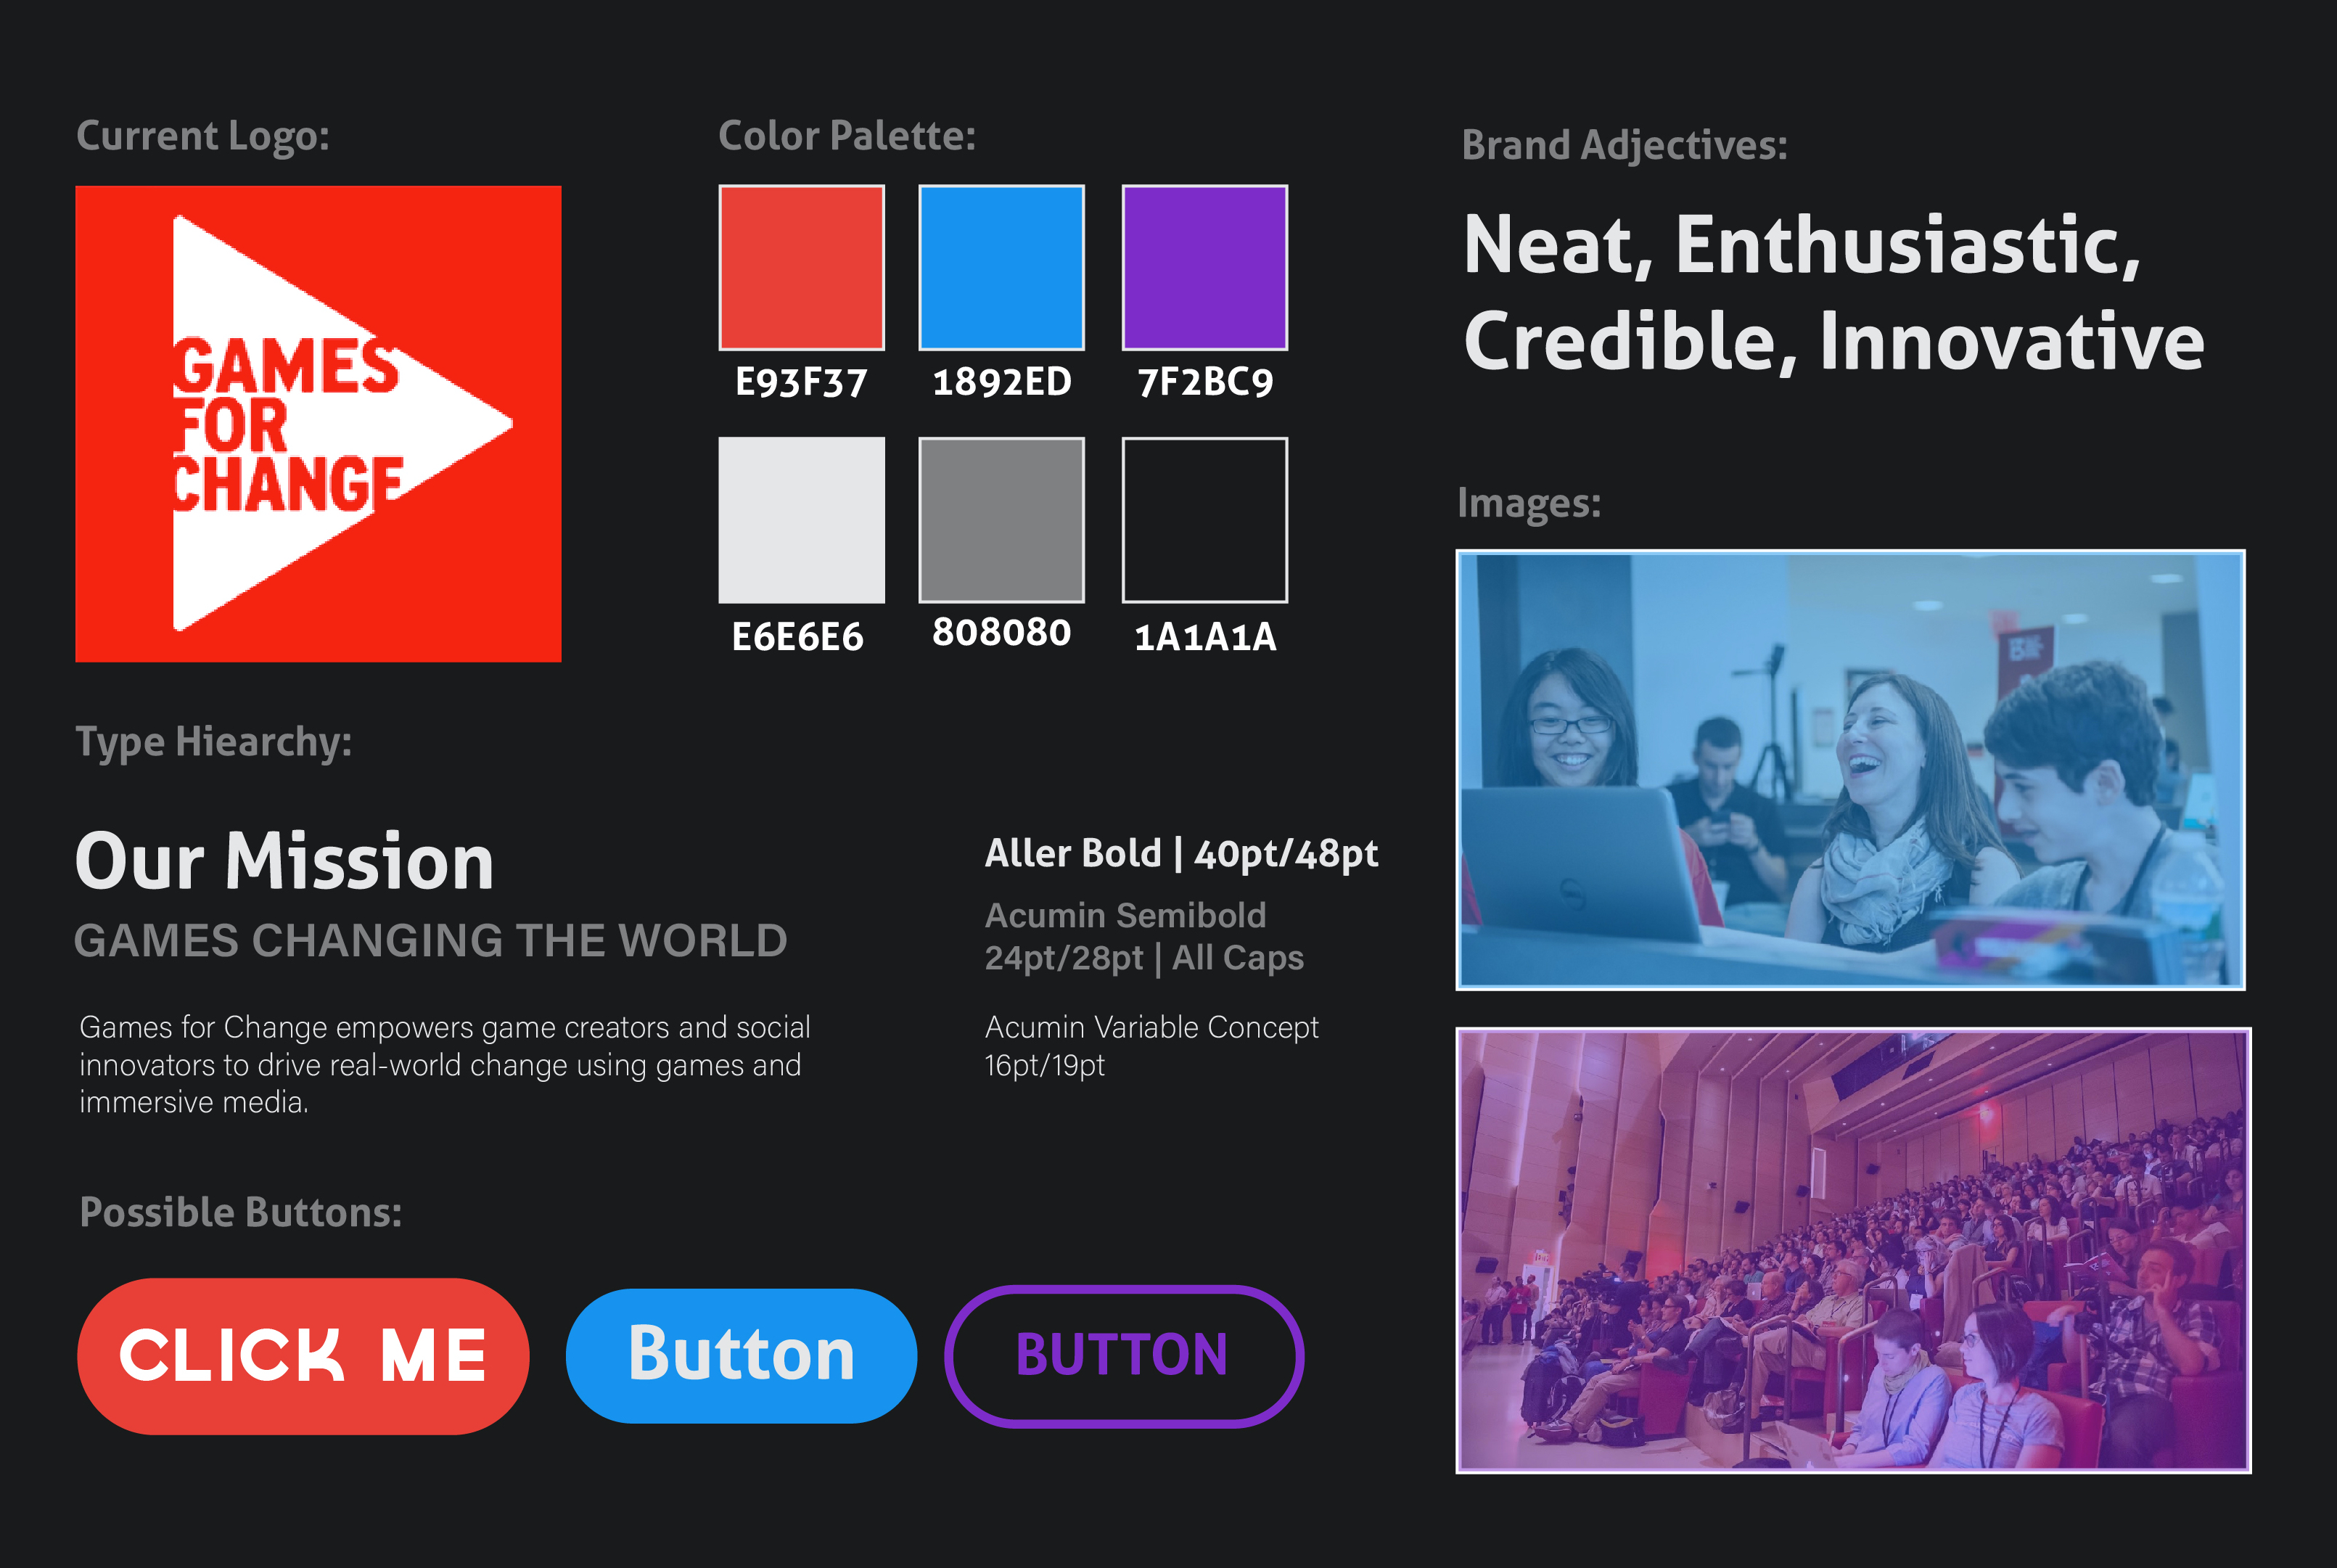 Current Logo:
GAMES
FOR
CHANGE
Color Palette:
E93F37
1892ED
7F2BC9
E6E6E6
808080
1A1A1A
Brand Adjectives:
Neat, Enthusiastic,
Credible, Innovative
Images:
Type Hiearchy:
Our Mission
GAMES CHANGING THE WORLD
Games for Change empowers game creators and social
innovators to drive real-world change using games and
immersive media.
Aller Bold | 40pt/48pt
Acumin Semibold
24pt/28pt | All Caps
Acumin Variable Concept
16pt/19pt
Possible Buttons:
CLICK ME
Button
BUTTON